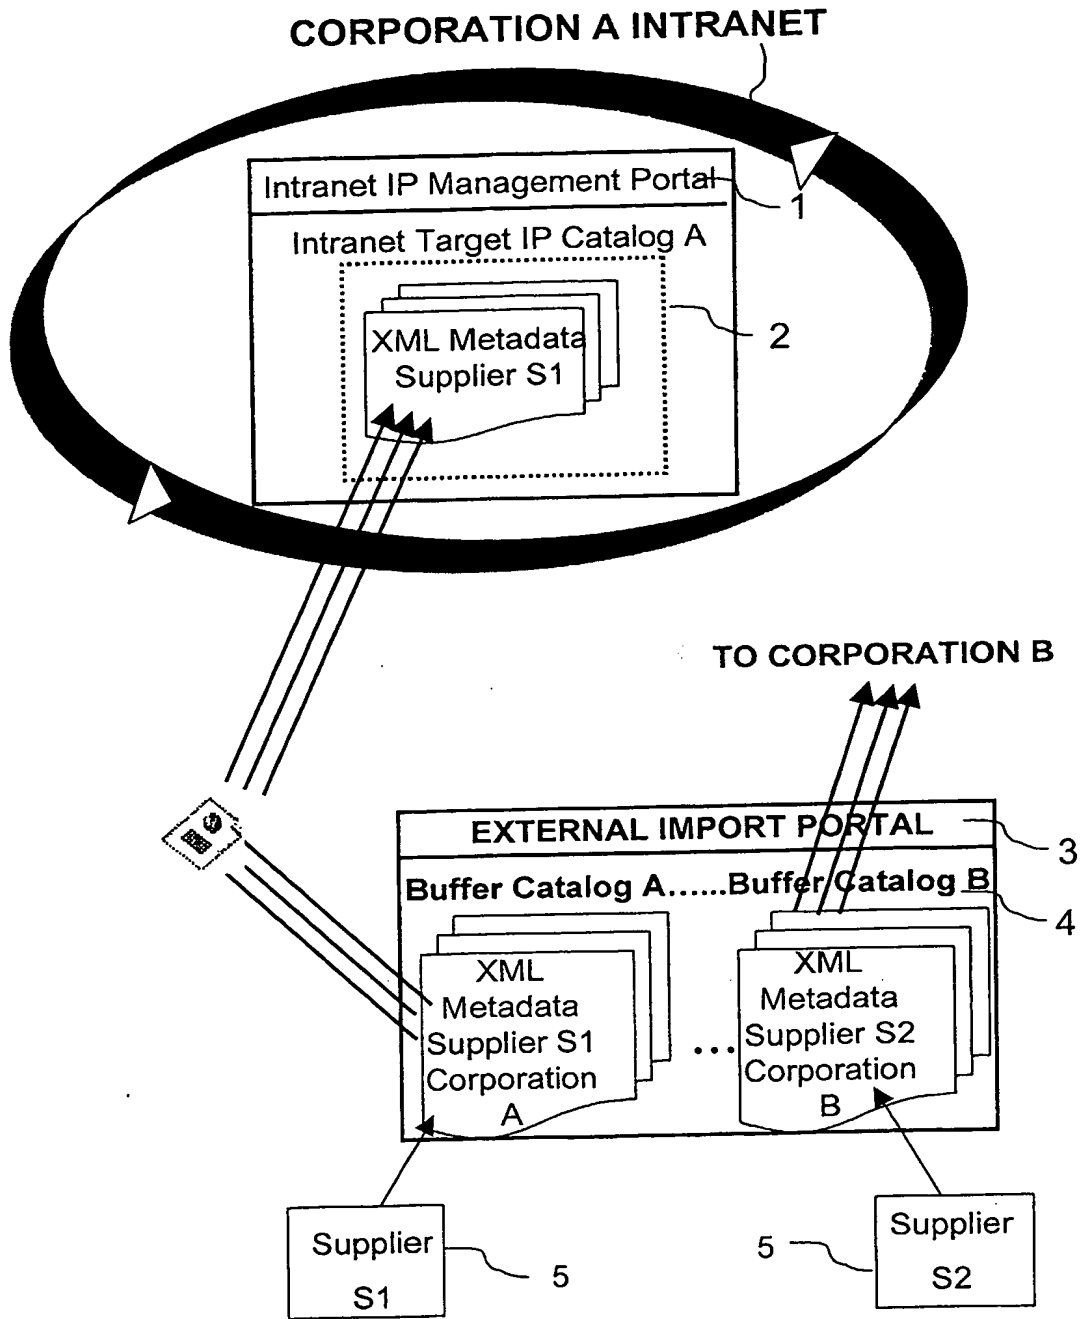 CORPORATION A INTRANET
Intranet IP Management Portal
1
Intranet Target IP Catalog A
2
XML Metadata
Supplier S1
TO CORPORATION B
EXTERNAL IMPORT PORTAL
3
Buffer Catalog A......Buffer Catalog B
4
XML
Metadata
Supplier S1
Corporation
A
...
XML
Metadata
Supplier S2
Corporation
B
Supplier
S1
5
5
Supplier
S2